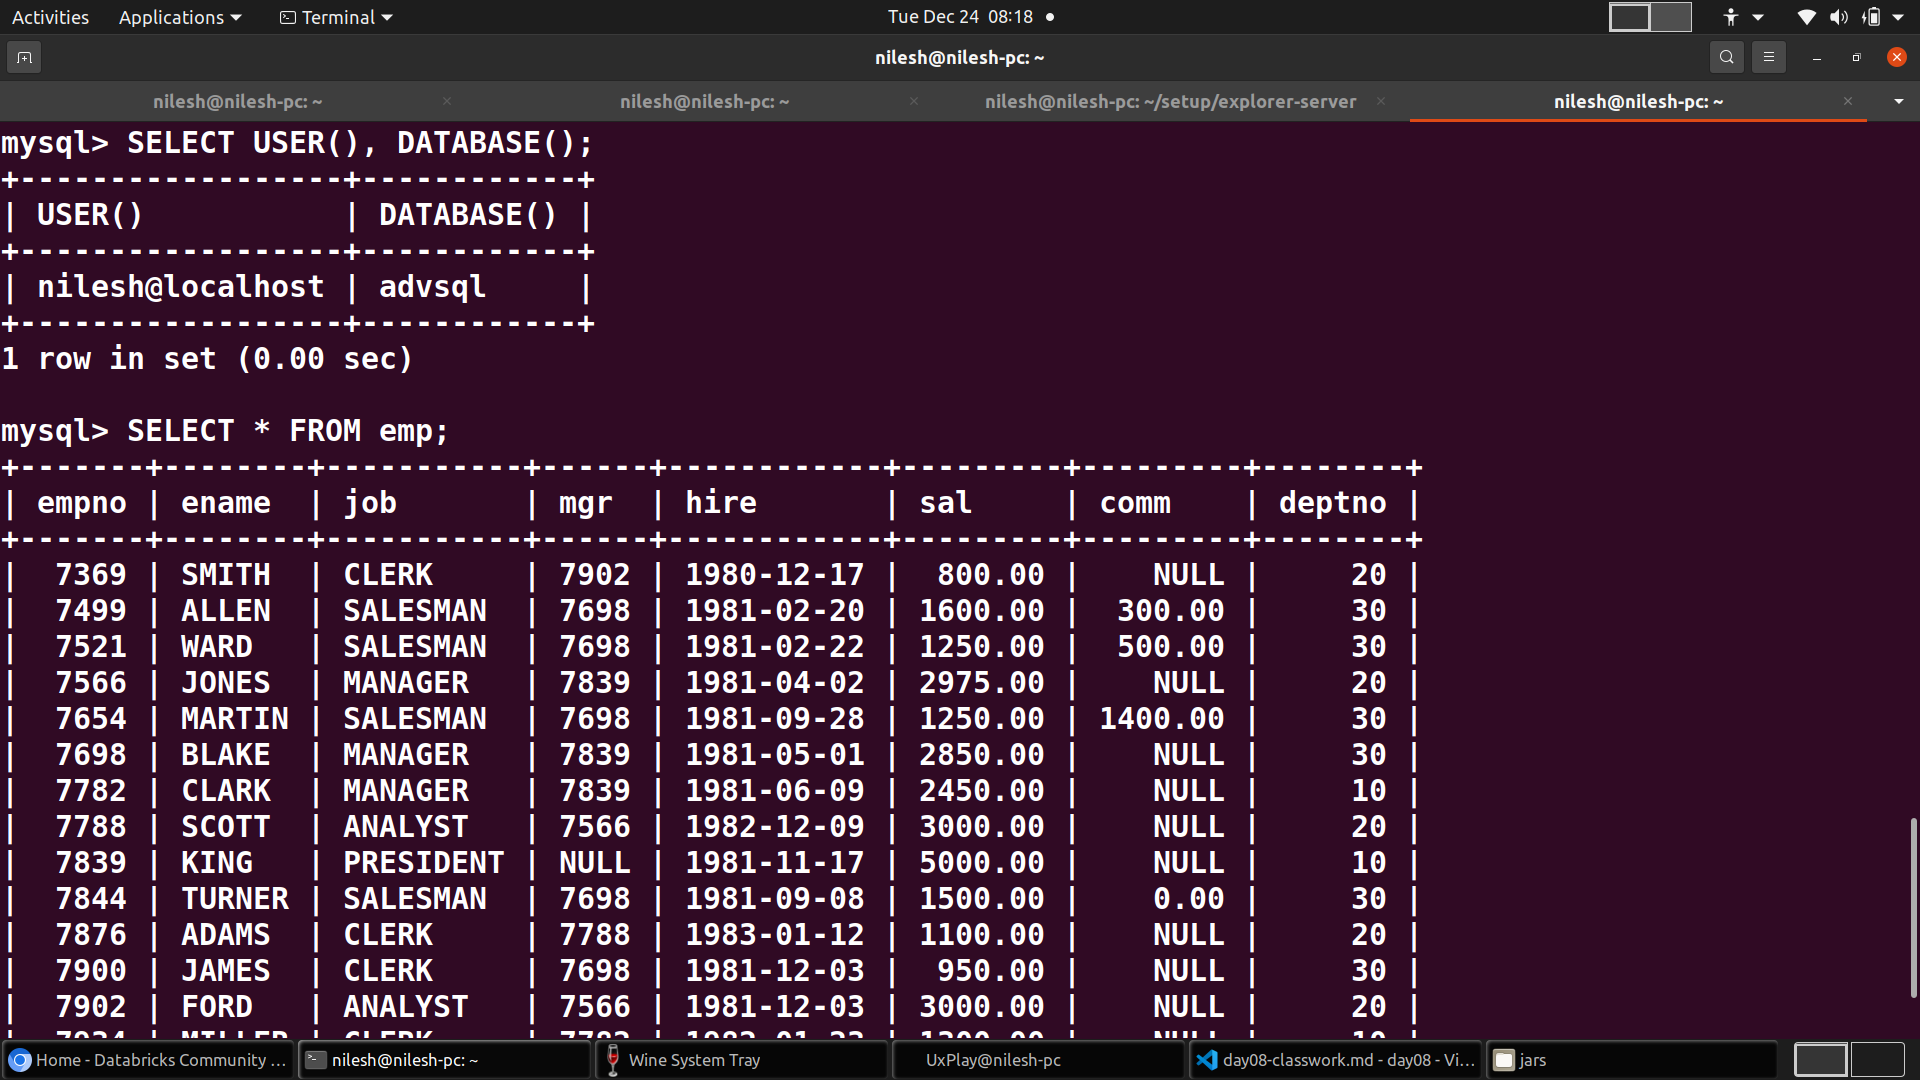 Activities Applications Terminal Tue Dec 24 08:18
nilesh@nilesh-pc: ~
nilesh@nilesh-pc: ~ nilesh@nilesh-pc: ~ nilesh@nilesh-pc: ~/setup/explorer-server nilesh@nilesh-pc: ~
mysql> SELECT USER(), DATABASE();
+------------------+------------+
| USER()           | DATABASE() |
+------------------+------------+
| nilesh@localhost | advsql     |
+------------------+------------+
1 row in set (0.00 sec)
mysql> SELECT * FROM emp;
+-------+--------+-----------+------+------------+---------+---------+--------+
| empno | ename  | job       | mgr  | hire       | sal     | comm    | deptno |
+-------+--------+-----------+------+------------+---------+---------+--------+
|  7369 | SMITH  | CLERK     | 7902 | 1980-12-17 |  800.00 |    NULL |     20 |
|  7499 | ALLEN  | SALESMAN  | 7698 | 1981-02-20 | 1600.00 |  300.00 |     30 |
|  7521 | WARD   | SALESMAN  | 7698 | 1981-02-22 | 1250.00 |  500.00 |     30 |
|  7566 | JONES  | MANAGER   | 7839 | 1981-04-02 | 2975.00 |    NULL |     20 |
|  7654 | MARTIN | SALESMAN  | 7698 | 1981-09-28 | 1250.00 | 1400.00 |     30 |
|  7698 | BLAKE  | MANAGER   | 7839 | 1981-05-01 | 2850.00 |    NULL |     30 |
|  7782 | CLARK  | MANAGER   | 7839 | 1981-06-09 | 2450.00 |    NULL |     10 |
|  7788 | SCOTT  | ANALYST   | 7566 | 1982-12-09 | 3000.00 |    NULL |     20 |
|  7839 | KING   | PRESIDENT | NULL | 1981-11-17 | 5000.00 |    NULL |     10 |
|  7844 | TURNER | SALESMAN  | 7698 | 1981-09-08 | 1500.00 |    0.00 |     30 |
|  7876 | ADAMS  | CLERK     | 7788 | 1983-01-12 | 1100.00 |    NULL |     20 |
|  7900 | JAMES  | CLERK     | 7698 | 1981-12-03 |  950.00 |    NULL |     30 |
|  7902 | FORD   | ANALYST   | 7566 | 1981-12-03 | 3000.00 |    NULL |     20 |
|  7934 | MILLER | CLERK     | 7782 | 1982-01-23 | 1300.00 |    NULL |     10 |
Home - Databricks Community ... nilesh@nilesh-pc: ~ Wine System Tray UxPlay@nilesh-pc day08-classwork.md - day08 - Vi... jars